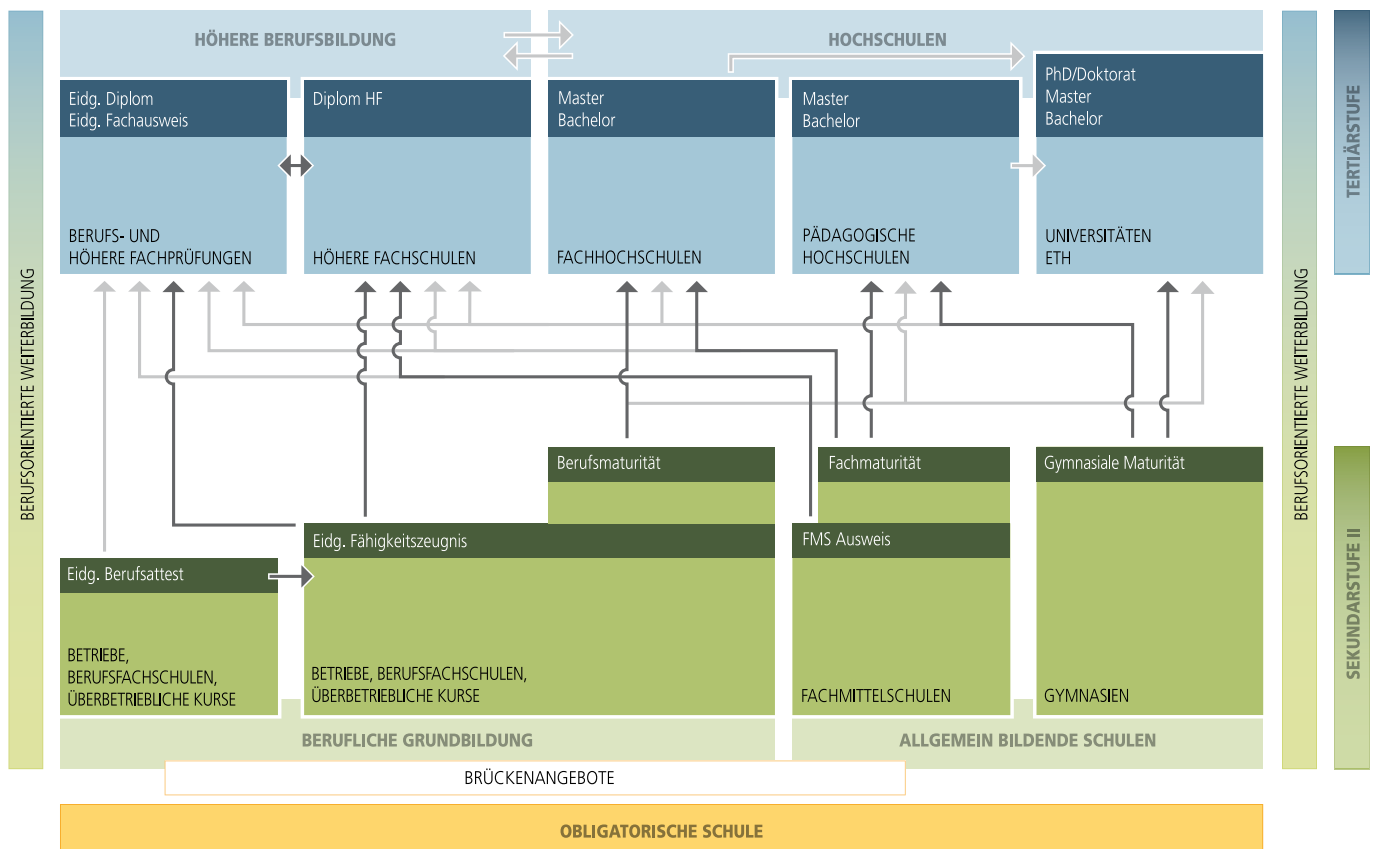 HÖHERE BERUFSBILDUNG
HOCHSCHULEN
Eidg. Diplom
Eidg. Fachausweis
Diplom HF
Master
Bachelor
Master
Bachelor
PhD/Doktorat
Master
Bachelor
BERUFS- UND
HÖHERE FACHPRÜFUNGEN
HÖHERE FACHSCHULEN
FACHHOCHSCHULEN
PÄDAGOGISCHE
HOCHSCHULEN
UNIVERSITÄTEN
ETH
TERTIÄRSTUFE
BERUFSORIENTIERTE WEITERBILDUNG
BERUFSORIENTIERTE WEITERBILDUNG
Berufsmaturität
Fachmaturität
Gymnasiale Maturität
Eidg. Fähigkeitszeugnis
FMS Ausweis
Eidg. Berufsattest
BETRIEBE,
BERUFSFACHSCHULEN,
ÜBERBETRIEBLICHE KURSE
BETRIEBE, BERUFSFACHSCHULEN,
ÜBERBETRIEBLICHE KURSE
FACHMITTELSCHULEN
GYMNASIEN
SEKUNDARSTUFE II
BERUFLICHE GRUNDBILDUNG
ALLGEMEIN BILDENDE SCHULEN
BRÜCKENANGEBOTE
OBLIGATORISCHE SCHULE